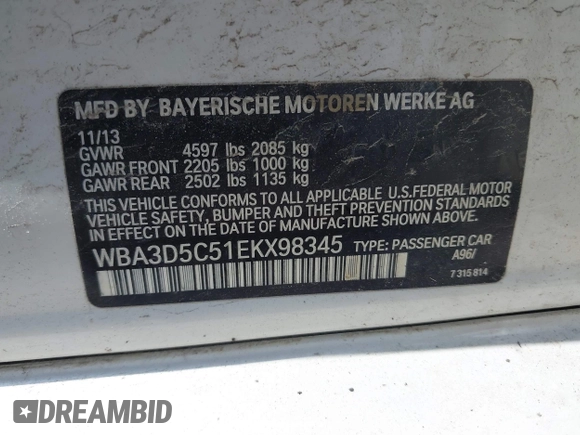 MFD BY BAYERISCHE MOTOREN WERKE AG
11/13
GVWR 4597 lbs 2085 kg
GAWR FRONT 2205 lbs 1000 kg
GAWR REAR 2502 lbs 1135 kg
THIS VEHICLE CONFORMS TO ALL APPLICABLE U.S.FEDERAL MOTOR
VEHICLE SAFETY, BUMPER AND THEFT PREVENTION STANDARDS
IN EFFECT ON THE DATE OF MANUFACTURE SHOWN ABOVE.
WBA3D5C51EKX98345 TYPE: PASSENGER CAR
A96/
7 315 814
DREAMBID